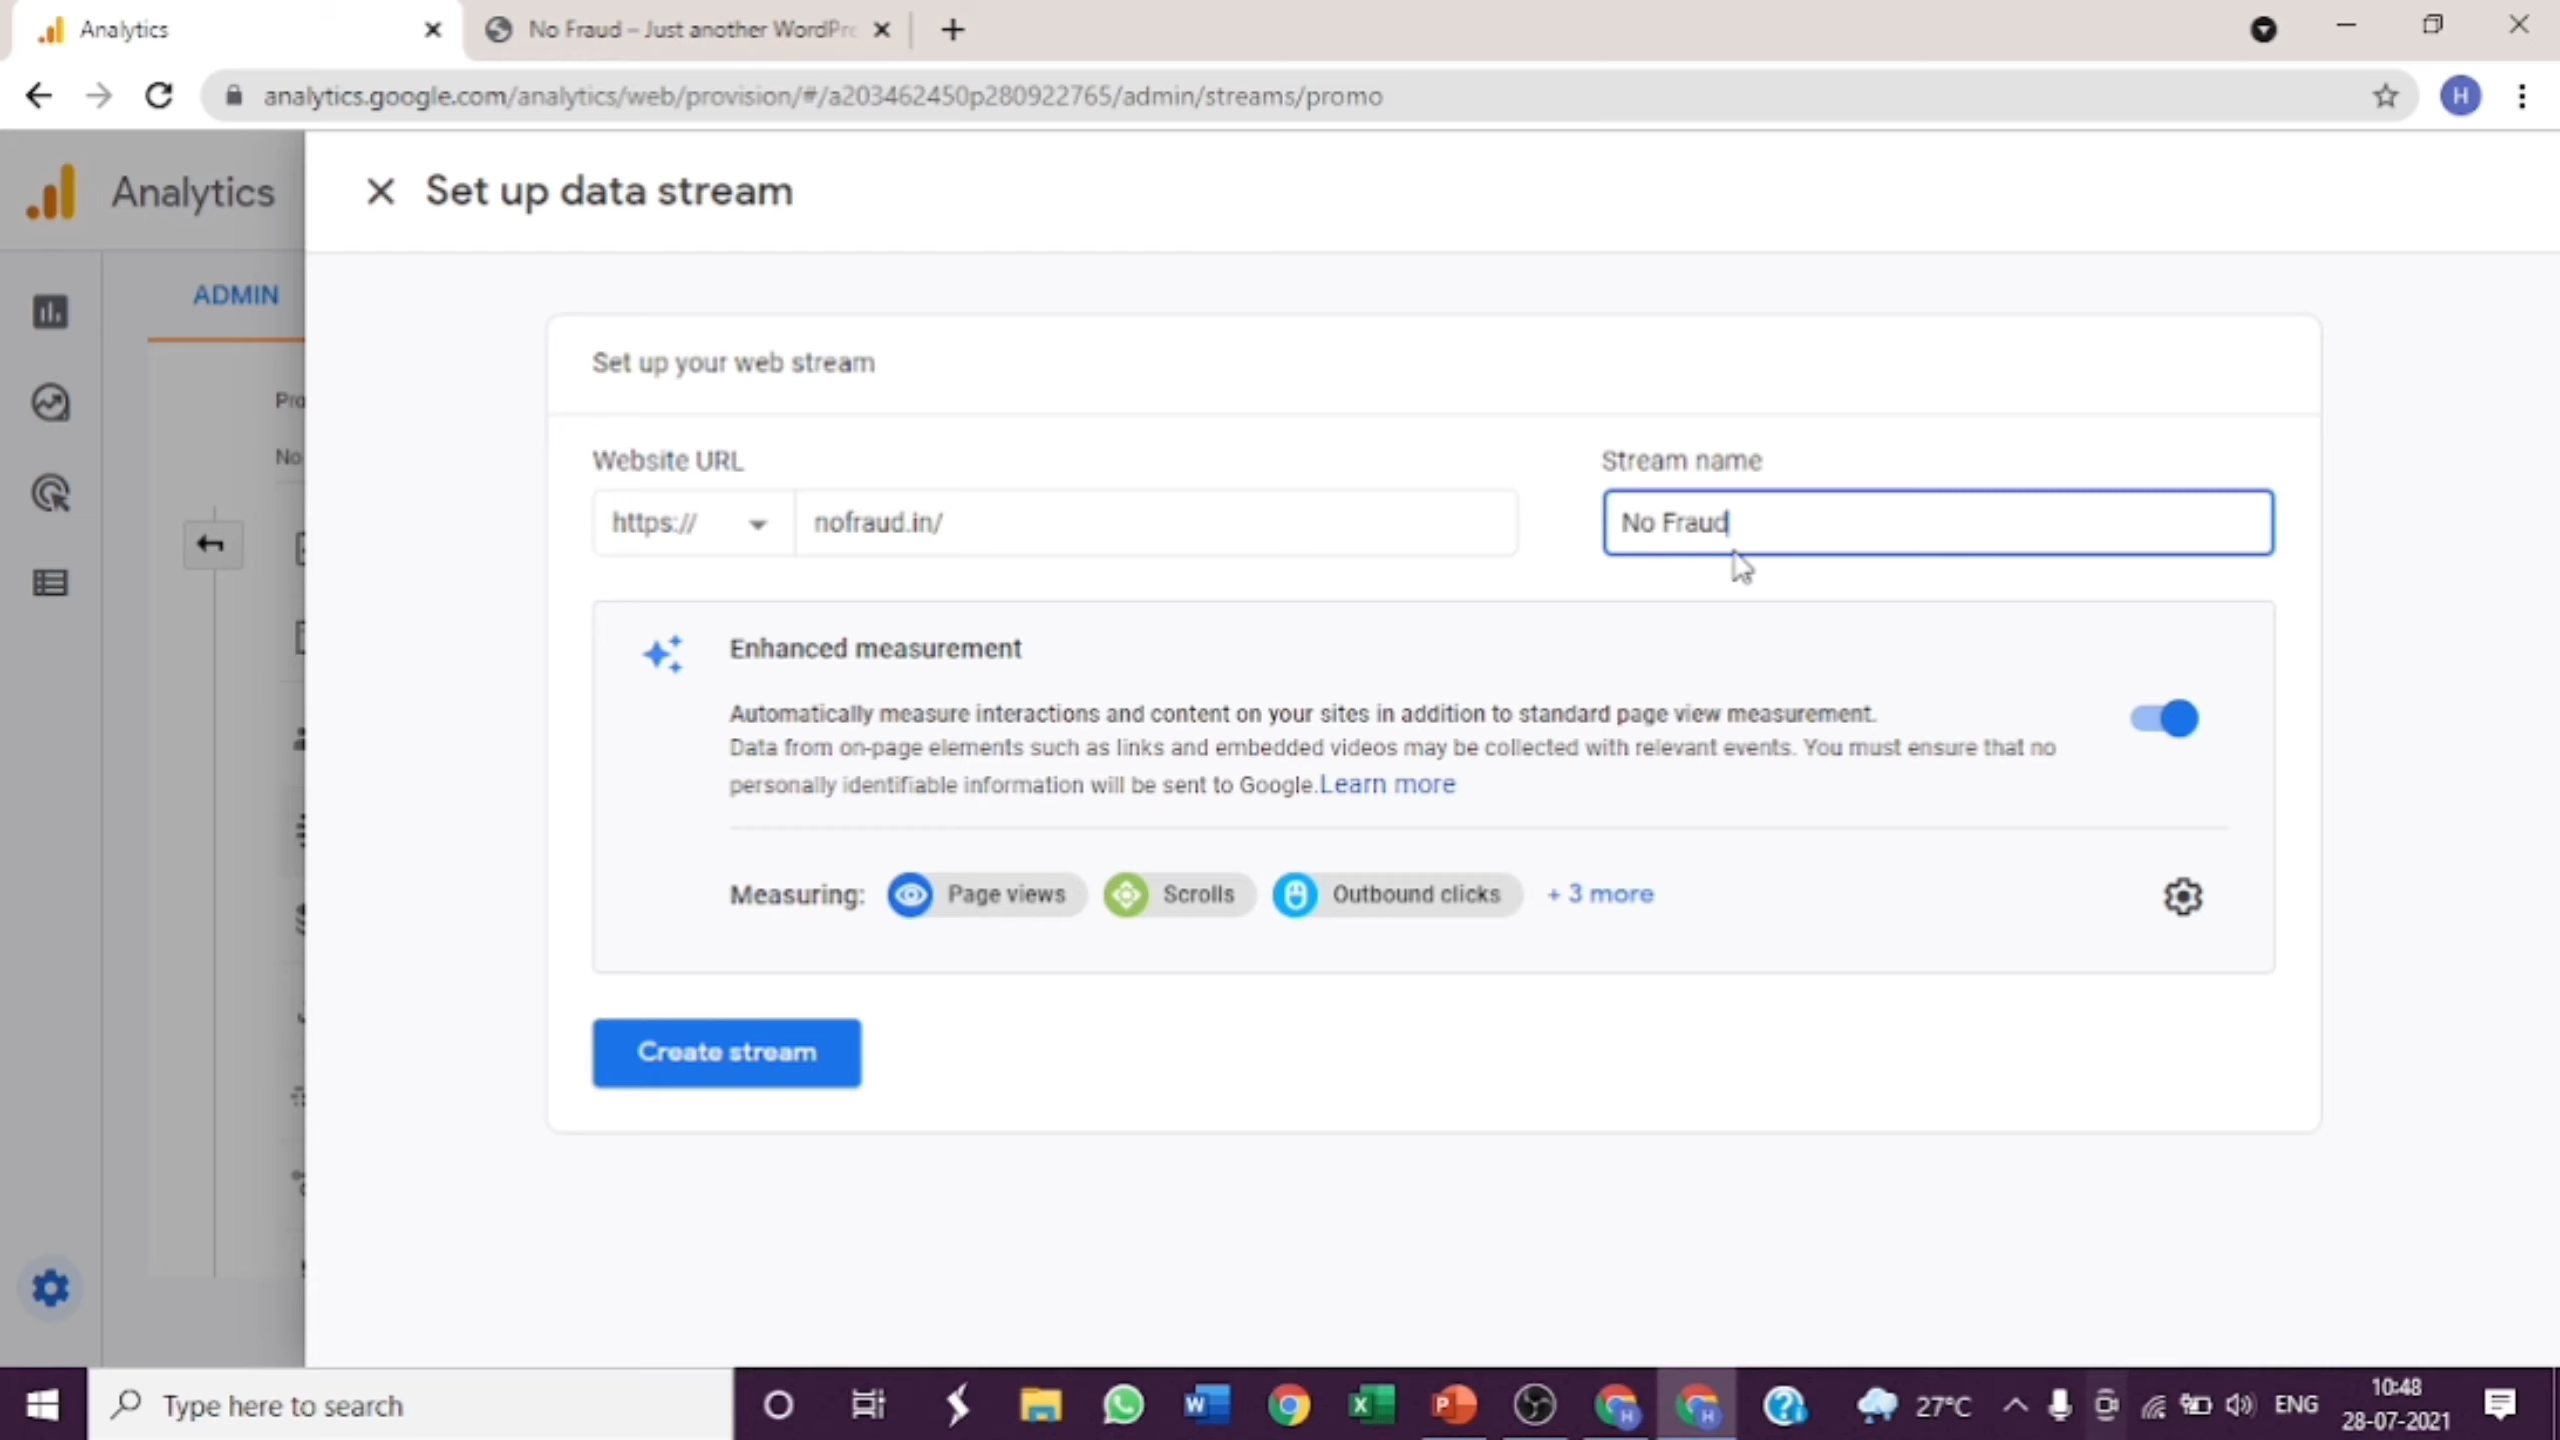 Analytics
No Fraud – Just another WordPre
analytics.google.com/analytics/web/provision/#/a203462450p280922765/admin/streams/promo
H
Analytics
Set up data stream
ADMIN
Set up your web stream
Pro
Website URL
Stream name
No
https://
nofraud.in/
No Fraud
Enhanced measurement
Automatically measure interactions and content on your sites in addition to standard page view measurement.
Data from on-page elements such as links and embedded videos may be collected with relevant events. You must ensure that no
personally identifiable information will be sent to Google.Learn more
Measuring:
Page views
Scrolls
Outbound clicks
+ 3 more
Create stream
Type here to search
27°C
ENG
10:48
28-07-2021